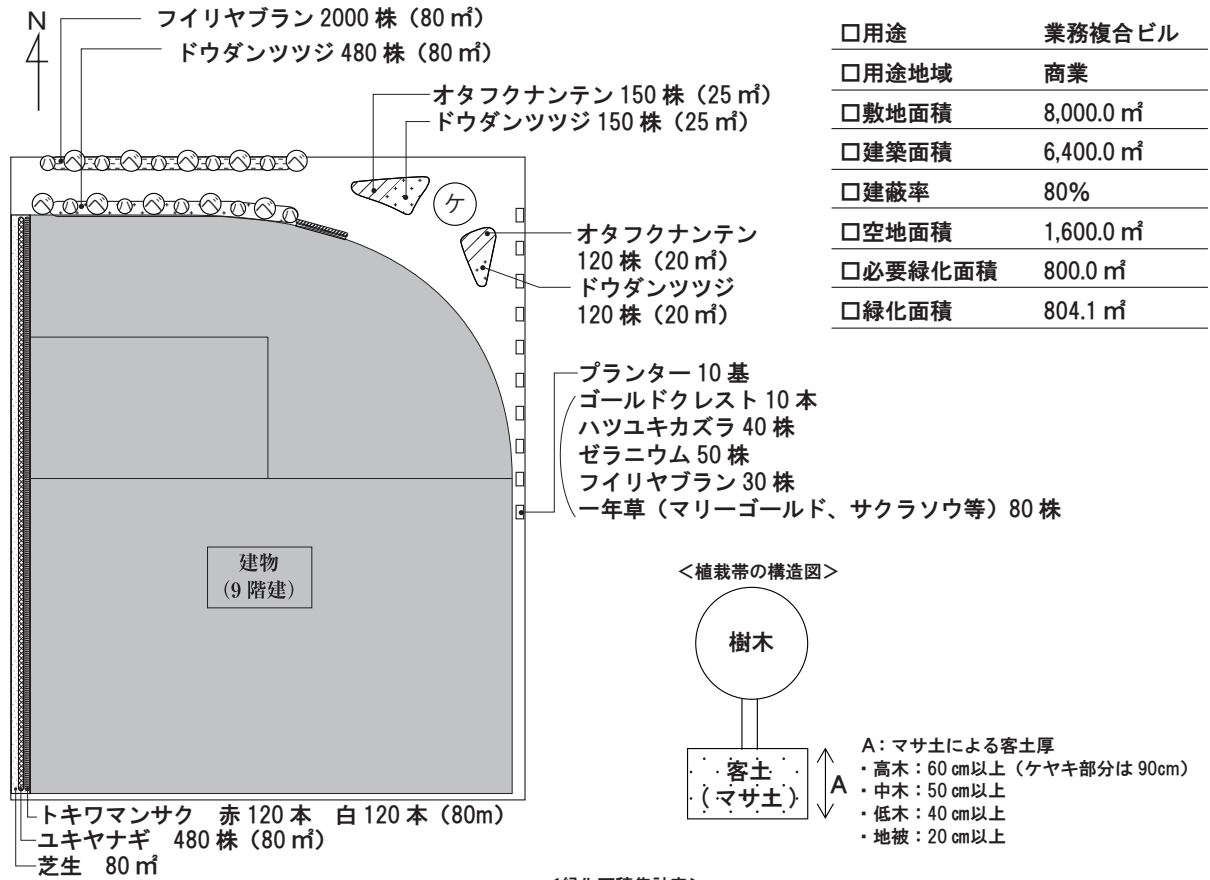 N
フイリヤブラン 2000 株（80 ㎡）
ドウダンツツジ 480 株（80 ㎡）
オタフクナンテン 150 株（25 ㎡）
ドウダンツツジ 150 株（25 ㎡）
ケ
オタフクナンテン
120 株（20 ㎡）
ドウダンツツジ
120 株（20 ㎡）
プランター 10 基
ゴールドクレスト 10 本
ハツユキカズラ 40 株
ゼラニウム 50 株
フイリヤブラン 30 株
一年草（マリーゴールド、サクラソウ等）80 株
建物
（9 階建）
トキワマンサク　赤 120 本　白 120 本（80m）
ユキヤナギ　480 株（80 ㎡）
芝生　80 ㎡
口用途　業務複合ビル
口用途地域　商業
口敷地面積　8,000.0 ㎡
口建築面積　6,400.0 ㎡
口建蔽率　80%
口空地面積　1,600.0 ㎡
口必要緑化面積　800.0 ㎡
口緑化面積　804.1 ㎡
＜植栽帯の構造図＞
樹木
客土
（マサ土）
A
A：マサ土による客土厚
・高木：60 ㎝以上（ケヤキ部分は 90cm）
・中木：50 ㎝以上
・低木：40 ㎝以上
・地被：20 ㎝以上